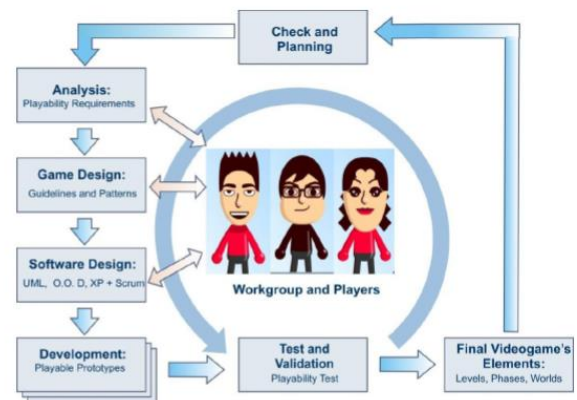 Check and
Planning
Analysis:
Playability Requirements
Game Design:
Guidelines and Patterns
Software Design:
UML, O.O. D, XP + Scrum
Workgroup and Players
Development:
Playable Prototypes
Test and
Validation
Playability Test
Final Videogame's
Elements:
Levels, Phases, Worlds